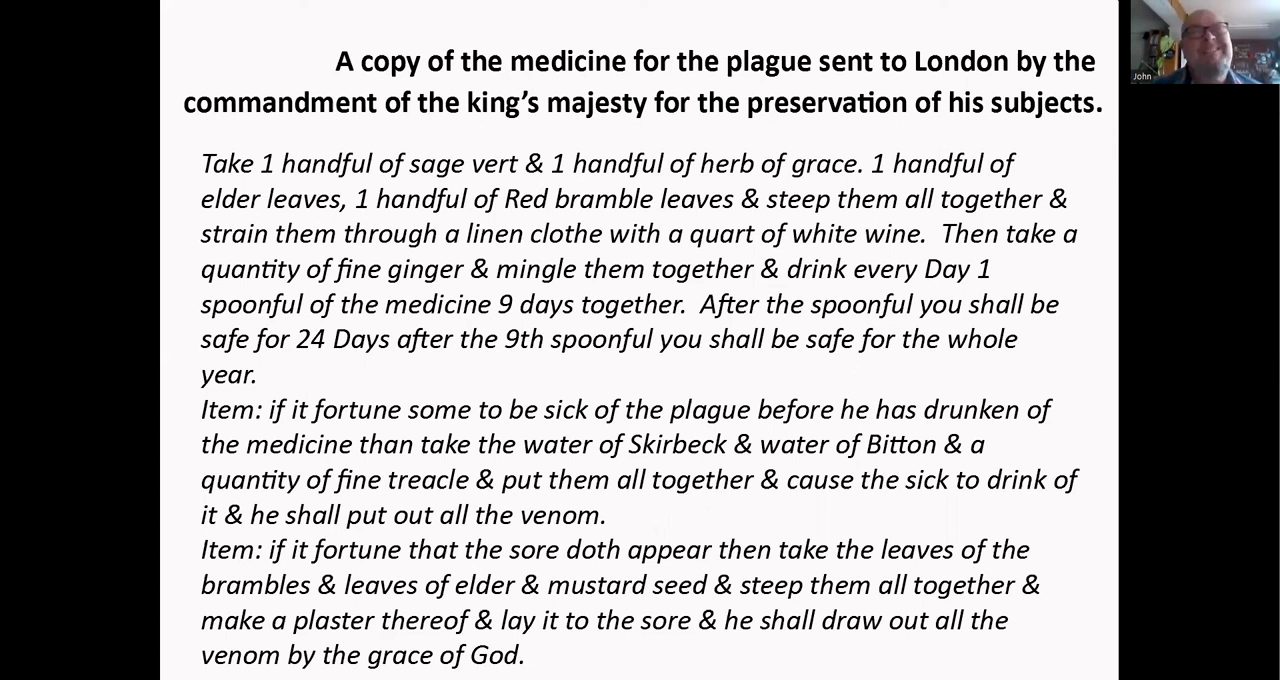 A copy of the medicine for the plague sent to London by the
commandment of the king's majesty for the preservation of his subjects.
Take 1 handful of sage vert & 1 handful of herb of grace. 1 handful of
elder leaves, 1 handful of Red bramble leaves & steep them all together &
strain them through a linen clothe with a quart of white wine.  Then take a
quantity of fine ginger & mingle them together & drink every Day 1
spoonful of the medicine 9 days together.  After the spoonful you shall be
safe for 24 Days after the 9th spoonful you shall be safe for the whole
year.
Item: if it fortune some to be sick of the plague before he has drunken of
the medicine than take the water of Skirbeck & water of Bitton & a
quantity of fine treacle & put them all together & cause the sick to drink of
it & he shall put out all the venom.
Item: if it fortune that the sore doth appear then take the leaves of the
brambles & leaves of elder & mustard seed & steep them all together &
make a plaster thereof & lay it to the sore & he shall draw out all the
venom by the grace of God.
John